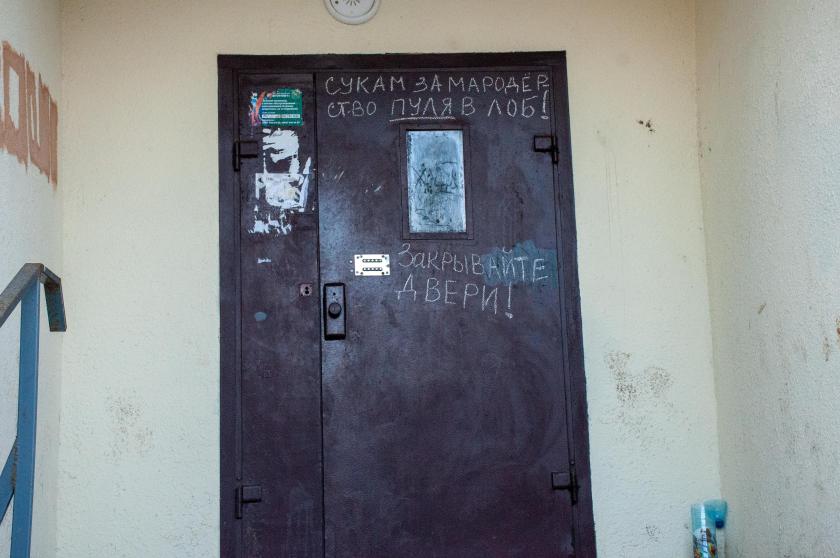 СУКАМ ЗА МАРОДЁР-
СТВО ПУЛЯ В ЛОБ!
ЗАКРЫВАЙТЕ
ДВЕРИ!